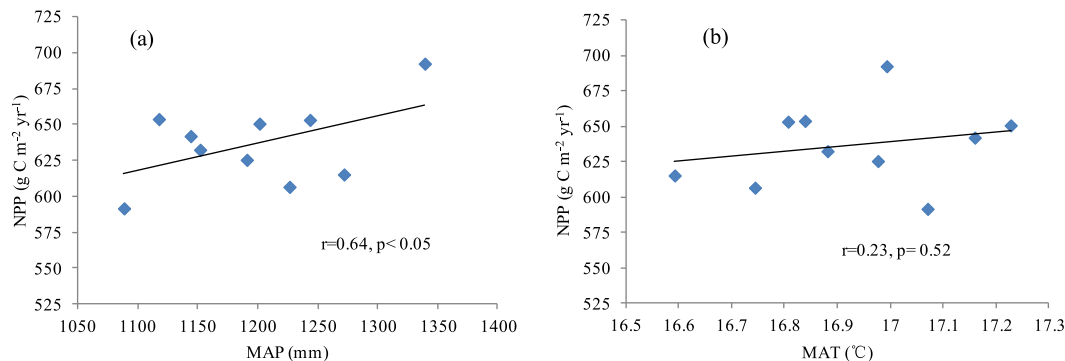 (a)
NPP (g C m⁻² yr⁻¹)
725
700
675
650
625
600
575
550
525
r=0.64, p< 0.05
1050 1100 1150 1200 1250 1300 1350 1400
MAP (mm)
(b)
NPP (g C m⁻² yr⁻¹)
725
700
675
650
625
600
575
550
525
r=0.23, p= 0.52
16.5 16.6 16.7 16.8 16.9 17 17.1 17.2 17.3
MAT (℃)